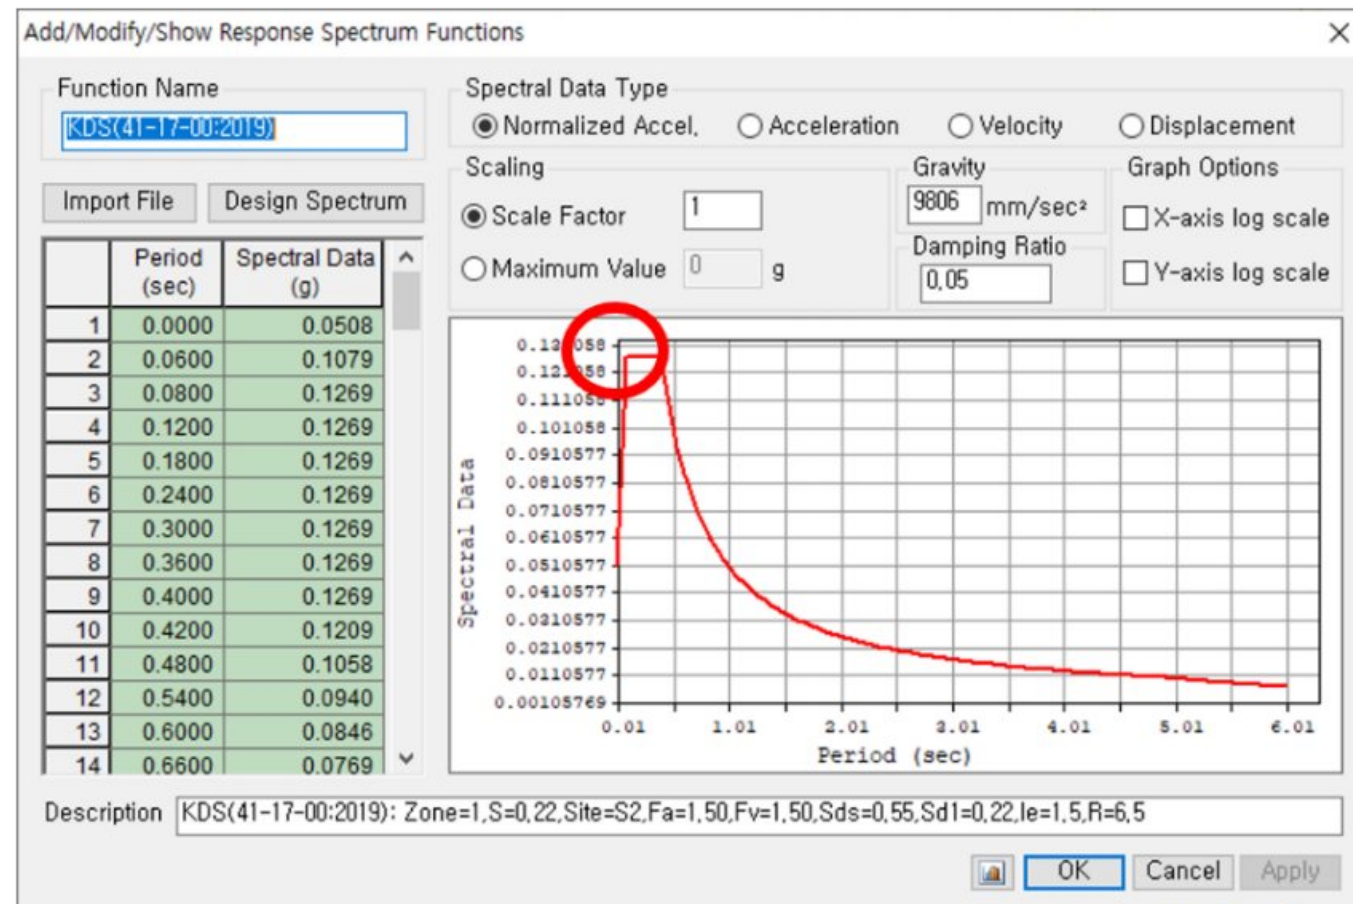 Add/Modify/Show Response Spectrum Functions
Function Name
KDS(41-17-00:2019)
Import File Design Spectrum
Period (sec) Spectral Data (g)
1 0.0000 0.0508
2 0.0600 0.1079
3 0.0800 0.1269
4 0.1200 0.1269
5 0.1800 0.1269
6 0.2400 0.1269
7 0.3000 0.1269
8 0.3600 0.1269
9 0.4000 0.1269
10 0.4200 0.1209
11 0.4800 0.1058
12 0.5400 0.0940
13 0.6000 0.0846
14 0.6600 0.0769
Spectral Data Type
Normalized Accel. Acceleration Velocity Displacement
Scaling
Scale Factor 1
Maximum Value 0 g
Gravity
9806 mm/sec²
Damping Ratio
0.05
Graph Options
X-axis log scale
Y-axis log scale
Spectral Data
0.111058
0.101058
0.0910577
0.0810577
0.0710577
0.0610577
0.0510577
0.0410577
0.0310577
0.0210577
0.0110577
0.00105769
0.01 1.01 2.01 3.01 4.01 5.01 6.01
Period (sec)
Description KDS(41-17-00:2019): Zone=1,S=0.22,Site=S2,Fa=1.50,Fv=1.50,Sds=0.55,Sd1=0.22,Ie=1.5,R=6.5
OK Cancel Apply